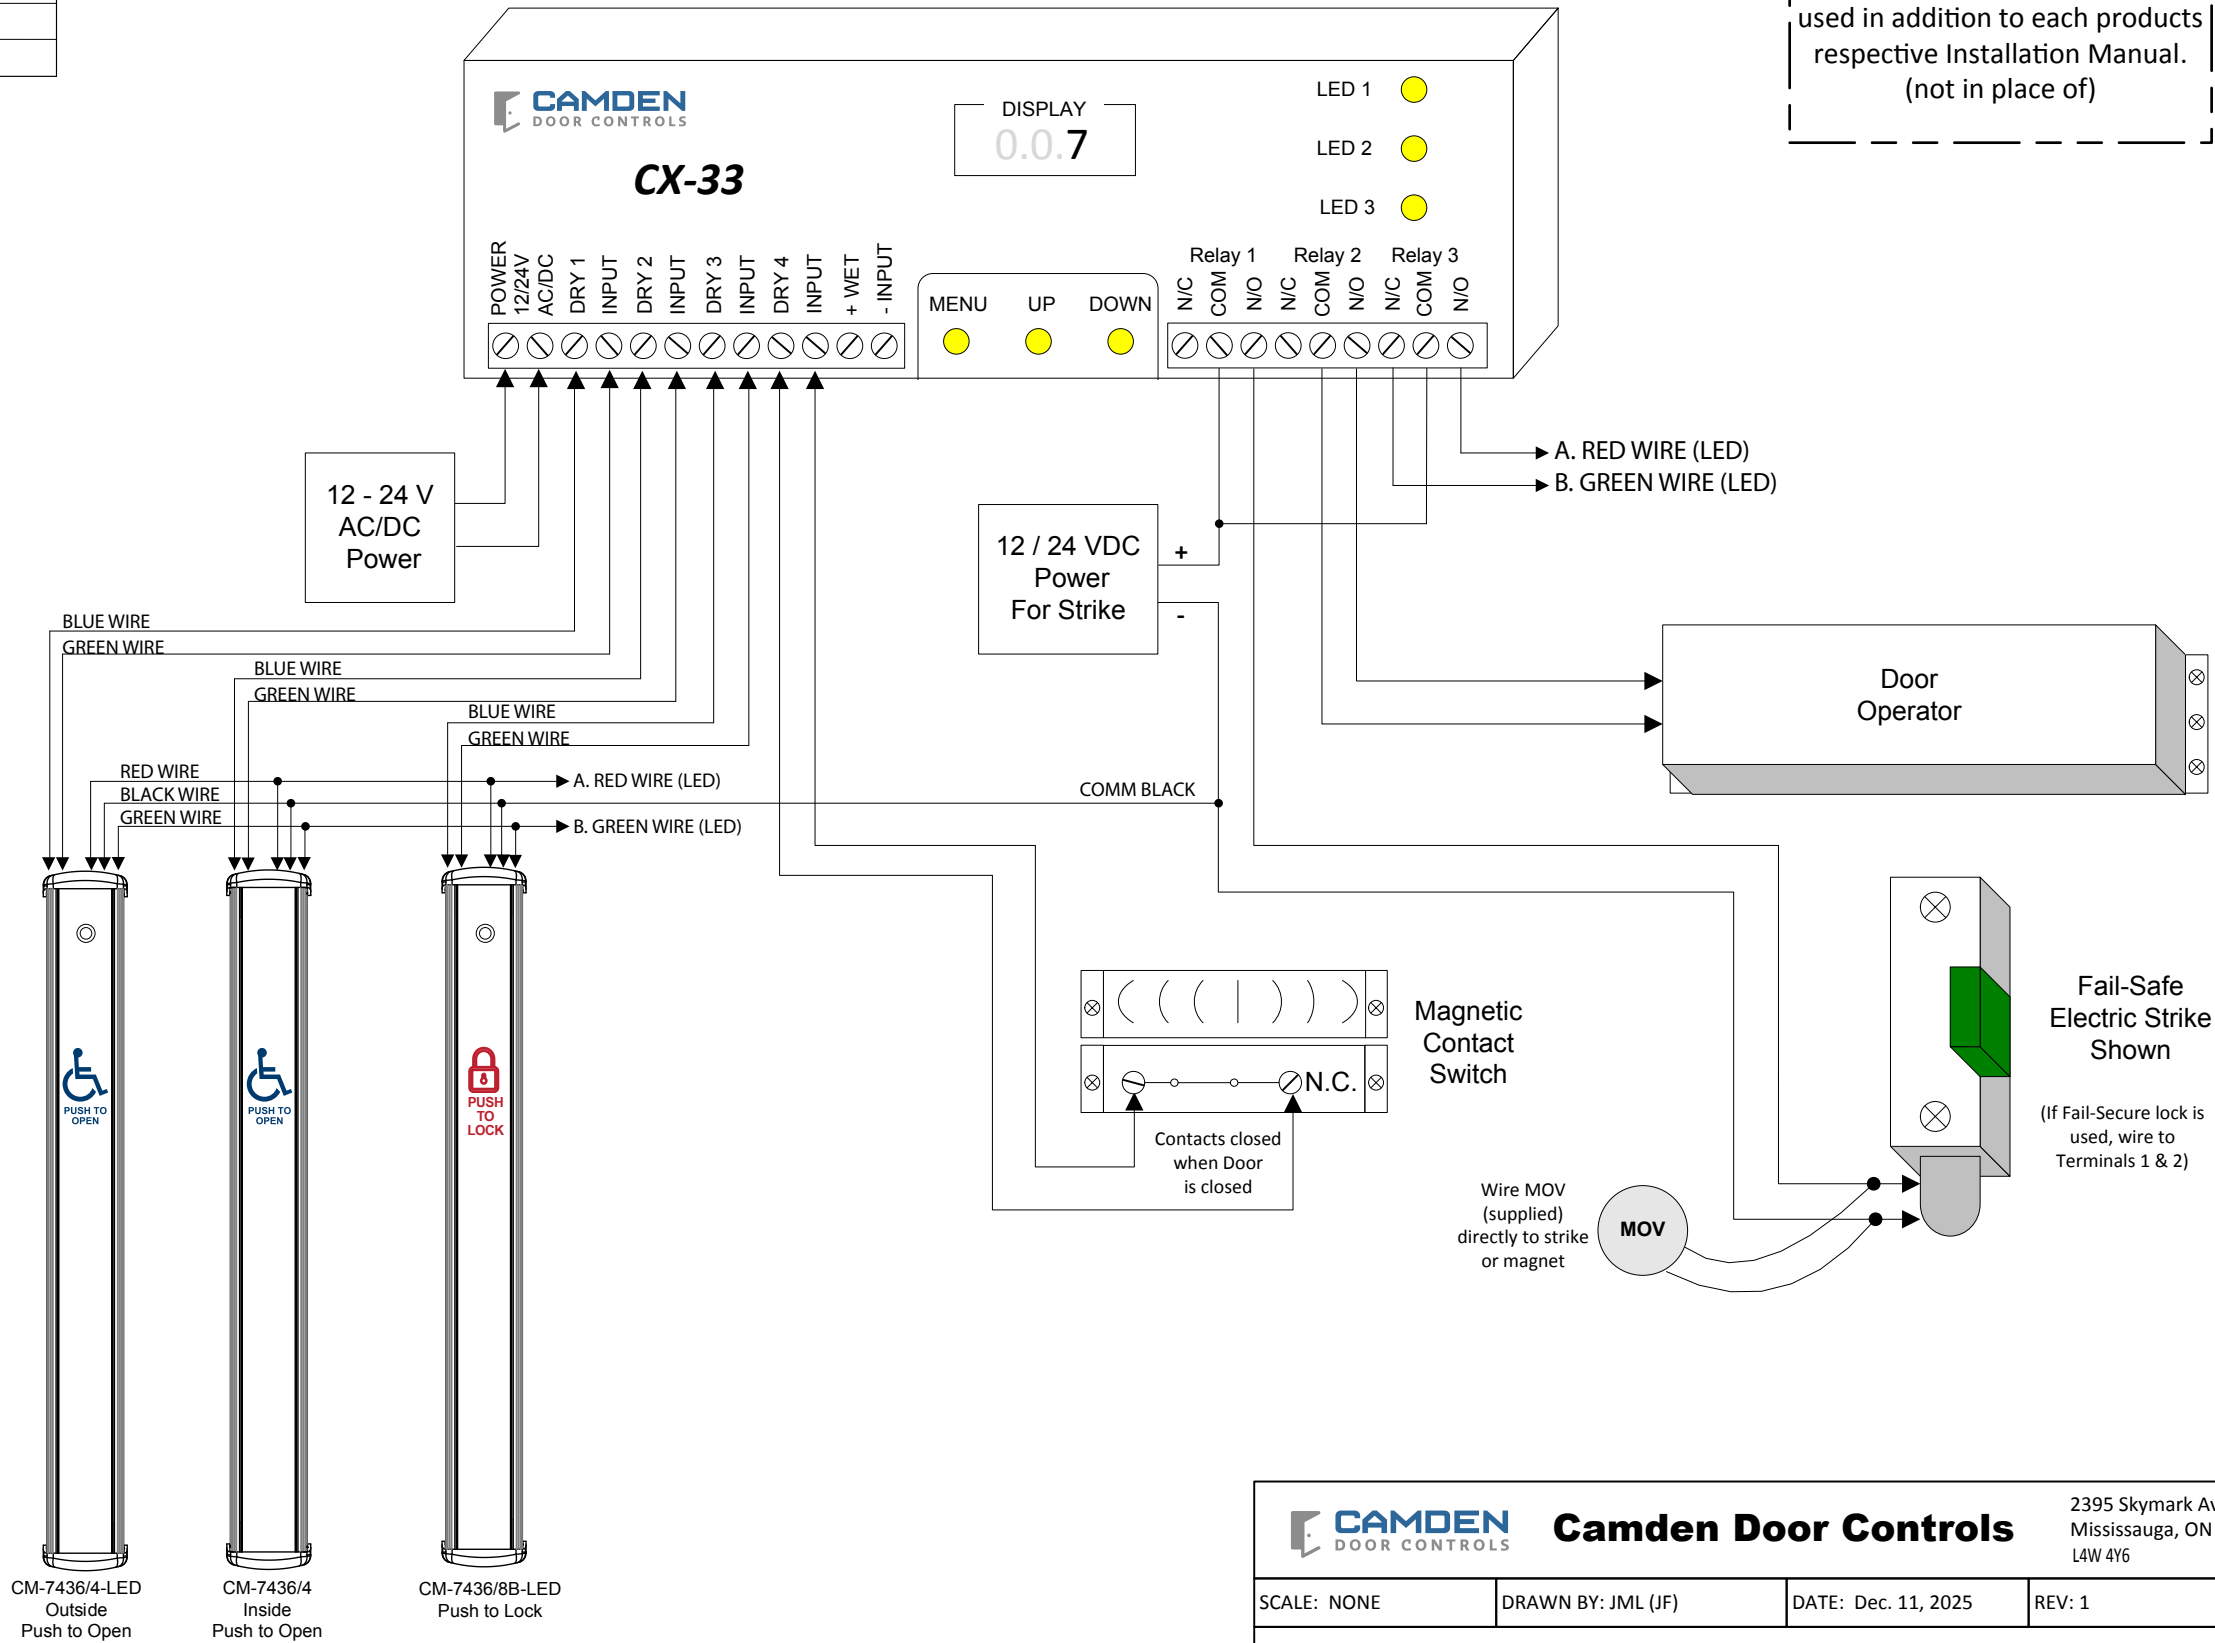 used in addition to each products
respective Installation Manual.
(not in place of)
CAMDEN
DOOR CONTROLS
CX-33
DISPLAY
0.0.7
LED 1
LED 2
LED 3
POWER
12/24V
AC/DC
DRY 1
INPUT
DRY 2
INPUT
DRY 3
INPUT
DRY 4
INPUT
+ WET
- INPUT
MENU
UP
DOWN
Relay 1
Relay 2
Relay 3
N/C
COM
N/O
N/C
COM
N/O
N/C
COM
N/O
A. RED WIRE (LED)
B. GREEN WIRE (LED)
12 - 24 V
AC/DC
Power
12 / 24 VDC
Power
For Strike
+
-
BLUE WIRE
GREEN WIRE
BLUE WIRE
GREEN WIRE
BLUE WIRE
GREEN WIRE
RED WIRE
BLACK WIRE
GREEN WIRE
A. RED WIRE (LED)
B. GREEN WIRE (LED)
COMM BLACK
Door
Operator
PUSH TO
OPEN
PUSH TO
OPEN
PUSH
TO
LOCK
Magnetic
Contact
Switch
N.C.
Contacts closed
when Door
is closed
Fail-Safe
Electric Strike
Shown
(If Fail-Secure lock is
used, wire to
Terminals 1 & 2)
Wire MOV
(supplied)
directly to strike
or magnet
MOV
CM-7436/4-LED
Outside
Push to Open
CM-7436/4
Inside
Push to Open
CM-7436/8B-LED
Push to Lock
CAMDEN
DOOR CONTROLS
Camden Door Controls
2395 Skymark Av
Mississauga, ON
L4W 4Y6
SCALE: NONE
DRAWN BY: JML (JF)
DATE: Dec. 11, 2025
REV: 1